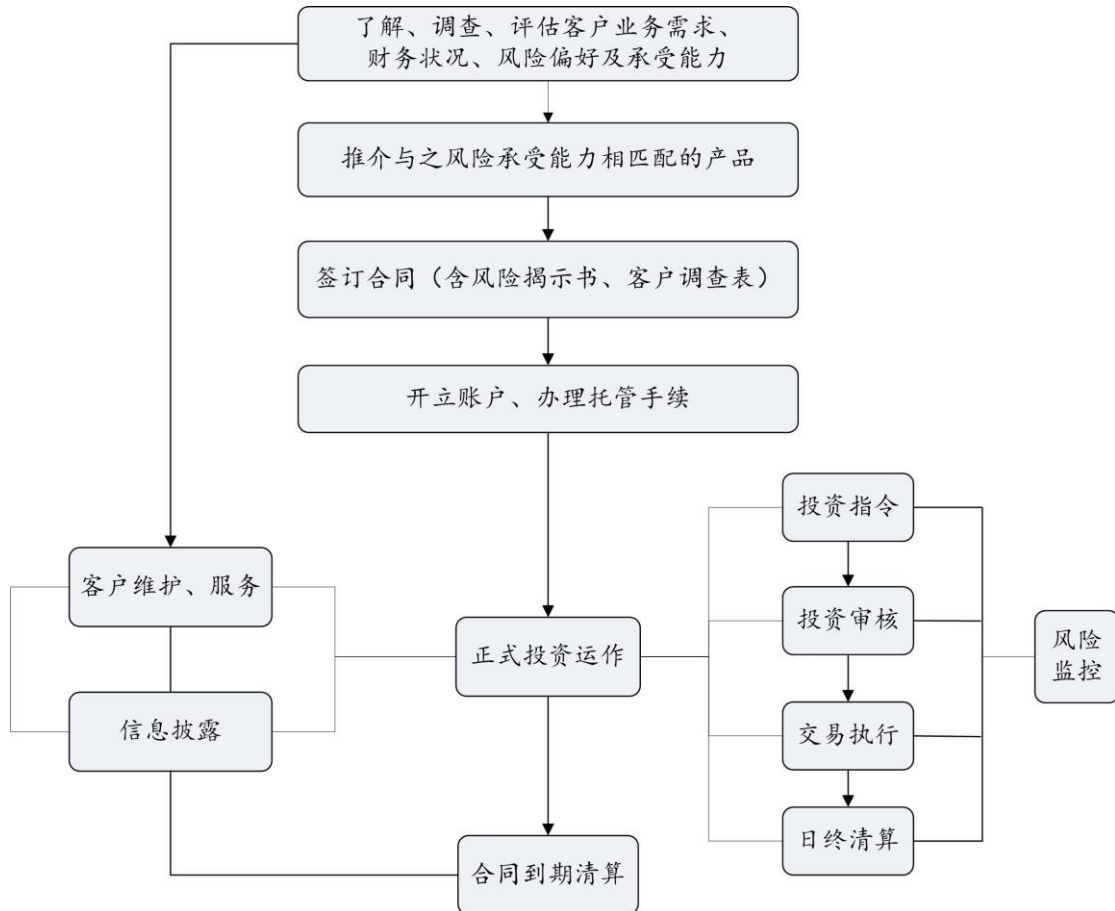 了解、调查、评估客户业务需求、
财务状况、风险偏好及承受能力
推介与之风险承受能力相匹配的产品
签订合同（含风险揭示书、客户调查表）
开立账户、办理托管手续
投资指令
客户维护、服务
投资审核
正式投资运作
风险
监控
信息披露
交易执行
日终清算
合同到期清算